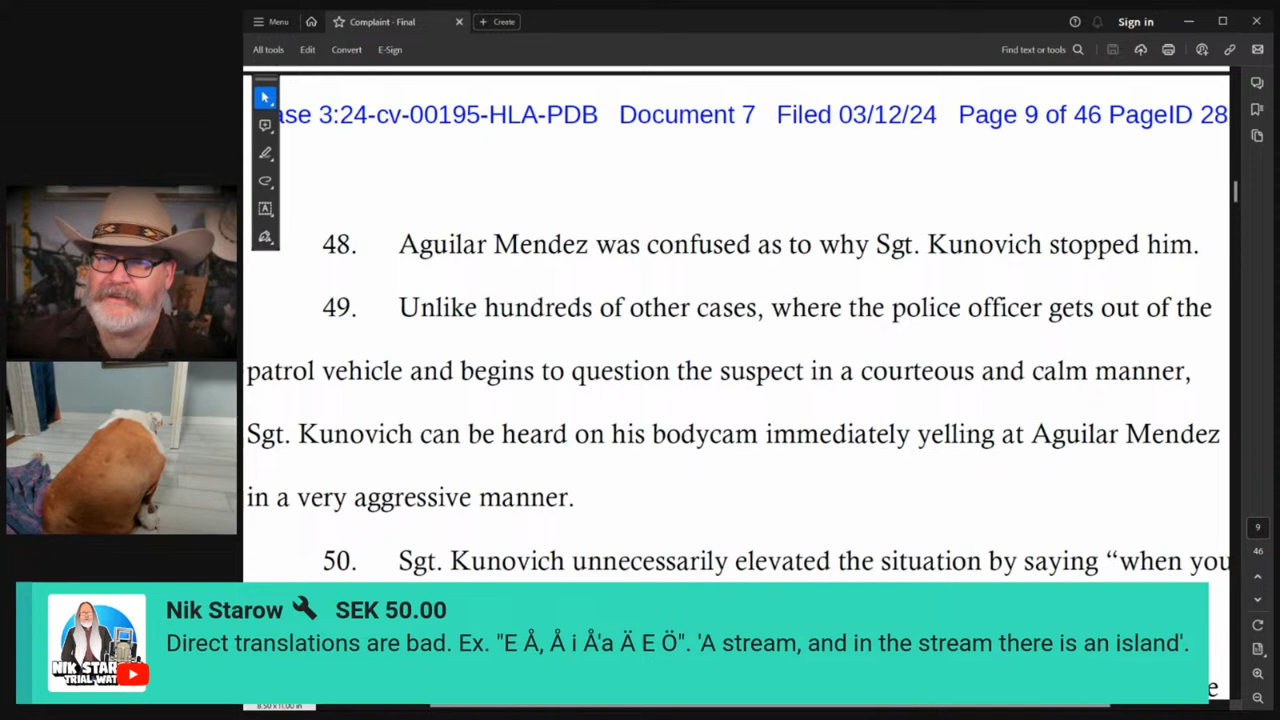 Menu
Complaint - Final
Create
Sign in
All tools
Edit
Convert
E-Sign
Find text or tools
ase 3:24-cv-00195-HLA-PDB Document 7 Filed 03/12/24 Page 9 of 46 PageID 28
48. Aguilar Mendez was confused as to why Sgt. Kunovich stopped him.
49. Unlike hundreds of other cases, where the police officer gets out of the
patrol vehicle and begins to question the suspect in a courteous and calm manner,
Sgt. Kunovich can be heard on his bodycam immediately yelling at Aguilar Mendez
in a very aggressive manner.
50. Sgt. Kunovich unnecessarily elevated the situation by saying “when you
9
46
Nik Starow SEK 50.00
Direct translations are bad. Ex. "E Å, Å i Å'a Ä E Ö". 'A stream, and in the stream there is an island'.
NIK STAR
TRIAL WAT
e
8.50 x 11.00 in